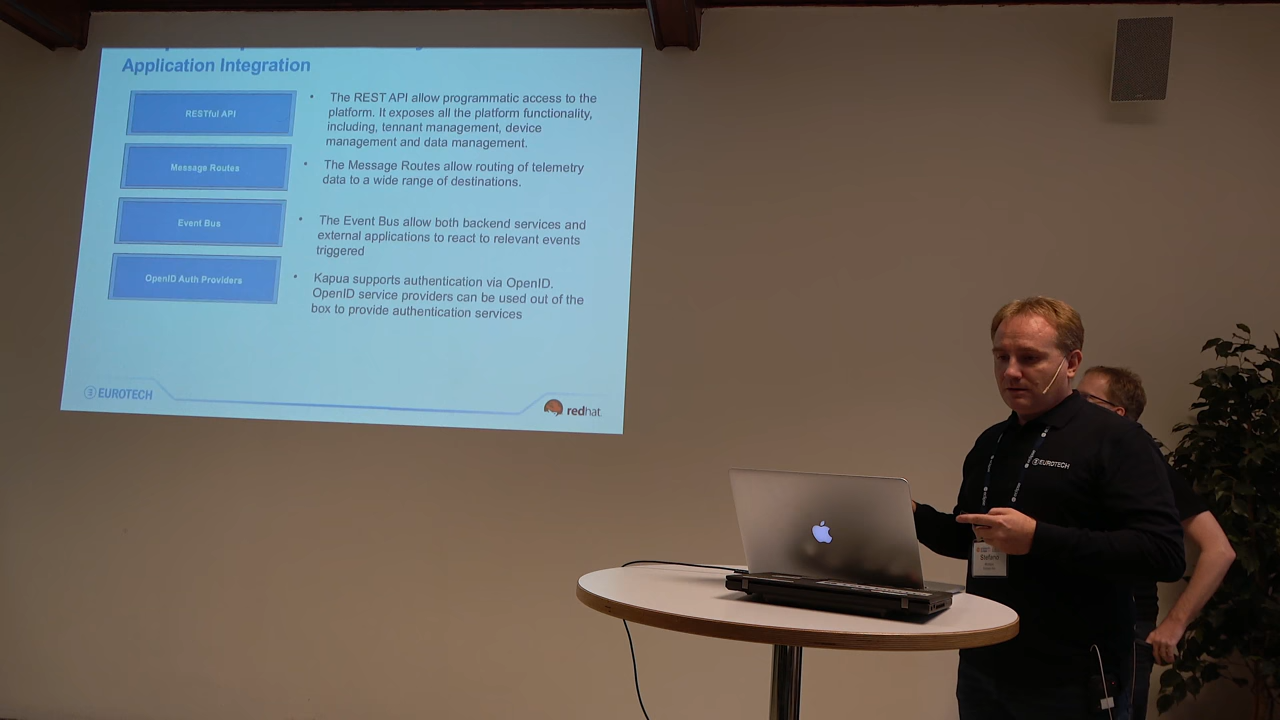 Application Integration
RESTful API
The REST API allow programmatic access to the
platform. It exposes all the platform functionality,
including, tennant management, device
management and data management.
Message Routes
The Message Routes allow routing of telemetry
data to a wide range of destinations.
Event Bus
The Event Bus allow both backend services and
external applications to react to relevant events
triggered
OpenID Auth Providers
Kapua supports authentication via OpenID.
OpenID service providers can be used out of the
box to provide authentication services
EUROTECH
redhat
EUROTECH
Stefano